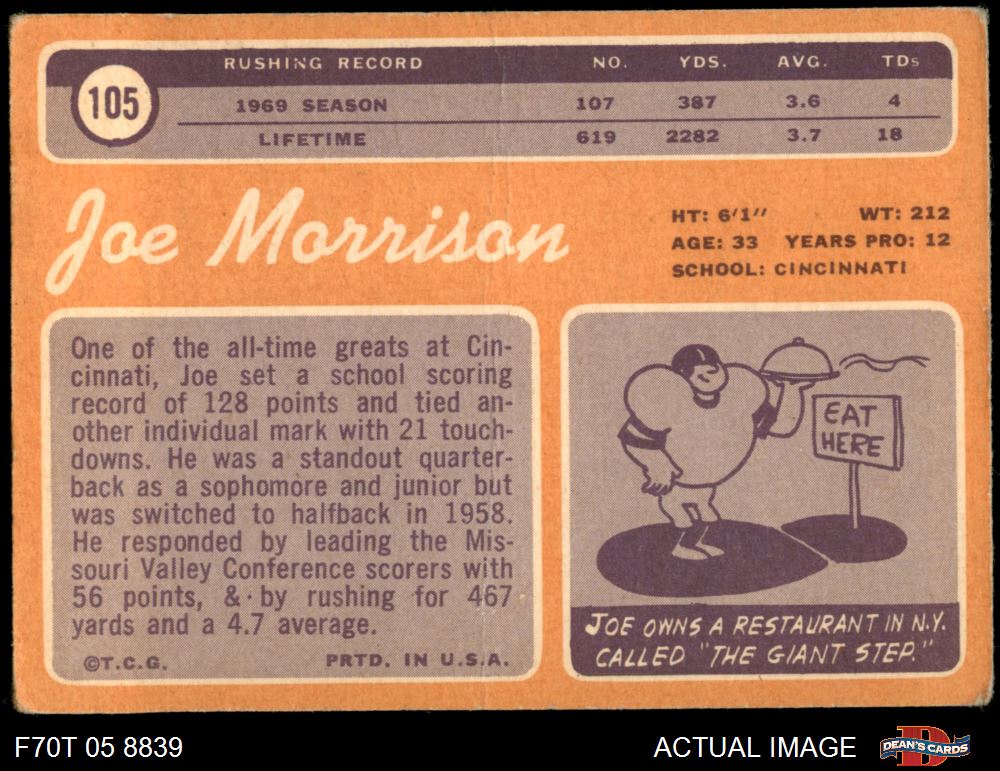 RUSHING RECORD NO. YDS. AVG. TDs
105
1969 SEASON 107 387 3.6 4
LIFETIME 619 2282 3.7 18
Joe Morrison
HT: 6'1" WT: 212
AGE: 33 YEARS PRO: 12
SCHOOL: CINCINNATI
One of the all-time greats at Cin-
cinnati, Joe set a school scoring
record of 128 points and tied an-
other individual mark with 21 touch-
downs. He was a standout quarter-
back as a sophomore and junior but
was switched to halfback in 1958.
He responded by leading the Mis-
souri Valley Conference scorers with
56 points, & by rushing for 467
yards and a 4.7 average.
©T.C.G. PRTD. IN U.S.A.
EAT
HERE
JOE OWNS A RESTAURANT IN N.Y.
CALLED "THE GIANT STEP."
F70T 05 8839
ACTUAL IMAGE
DEAN'S CARDS